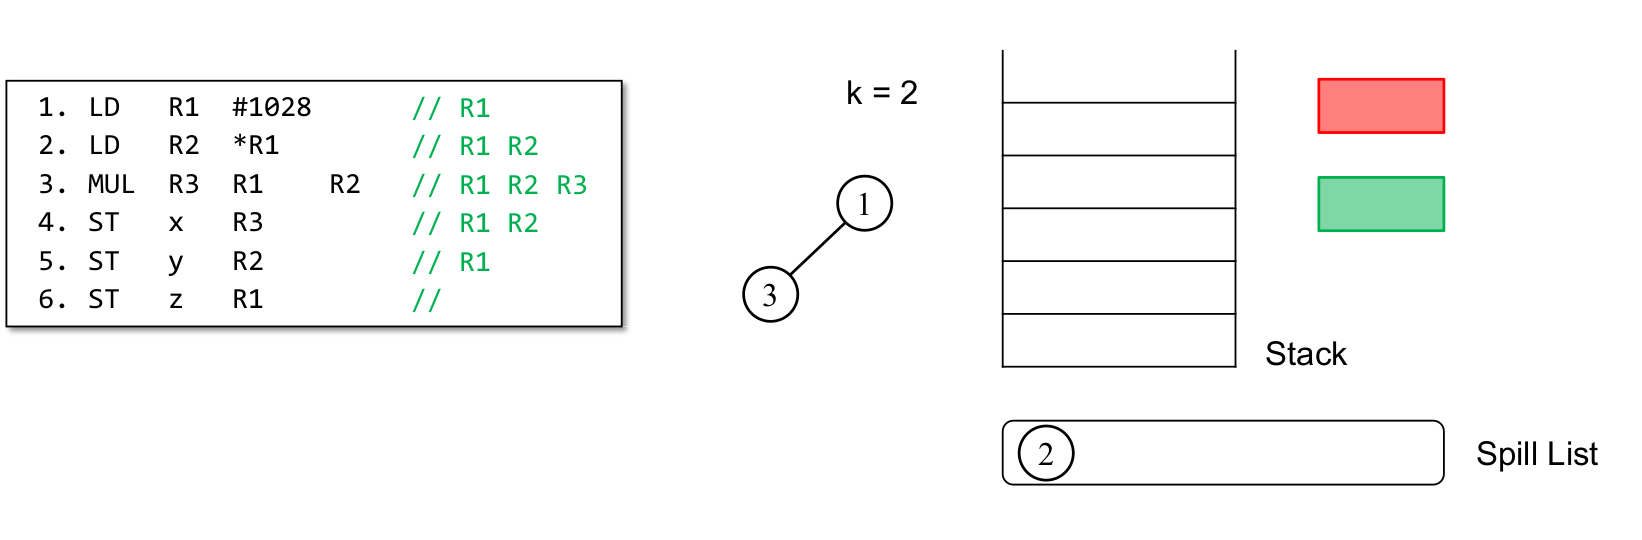 1. LD R1 #1028 // R1
2. LD R2 *R1 // R1 R2
3. MUL R3 R1 R2 // R1 R2 R3
4. ST x R3 // R1 R2
5. ST y R2 // R1
6. ST z R1 //
k = 2
1
3
Stack
2
Spill List